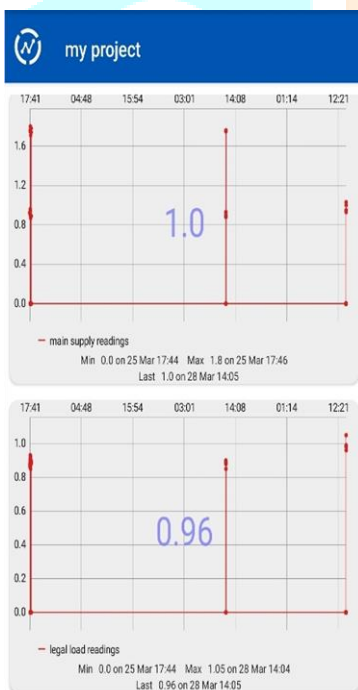 my project
17:41 04:48 15:54 03:01 14:08 01:14 12:21
1.6
1.2
0.8
0.4
0.0
1.0
main supply readings
Min 0.0 on 25 Mar 17:44 Max 1.8 on 25 Mar 17:46
Last 1.0 on 28 Mar 14:05
17:41 04:48 15:54 03:01 14:08 01:14 12:21
1.0
0.8
0.6
0.4
0.2
0.0
0.96
legal load readings
Min 0.0 on 25 Mar 17:44 Max 1.05 on 28 Mar 14:04
Last 0.96 on 28 Mar 14:05